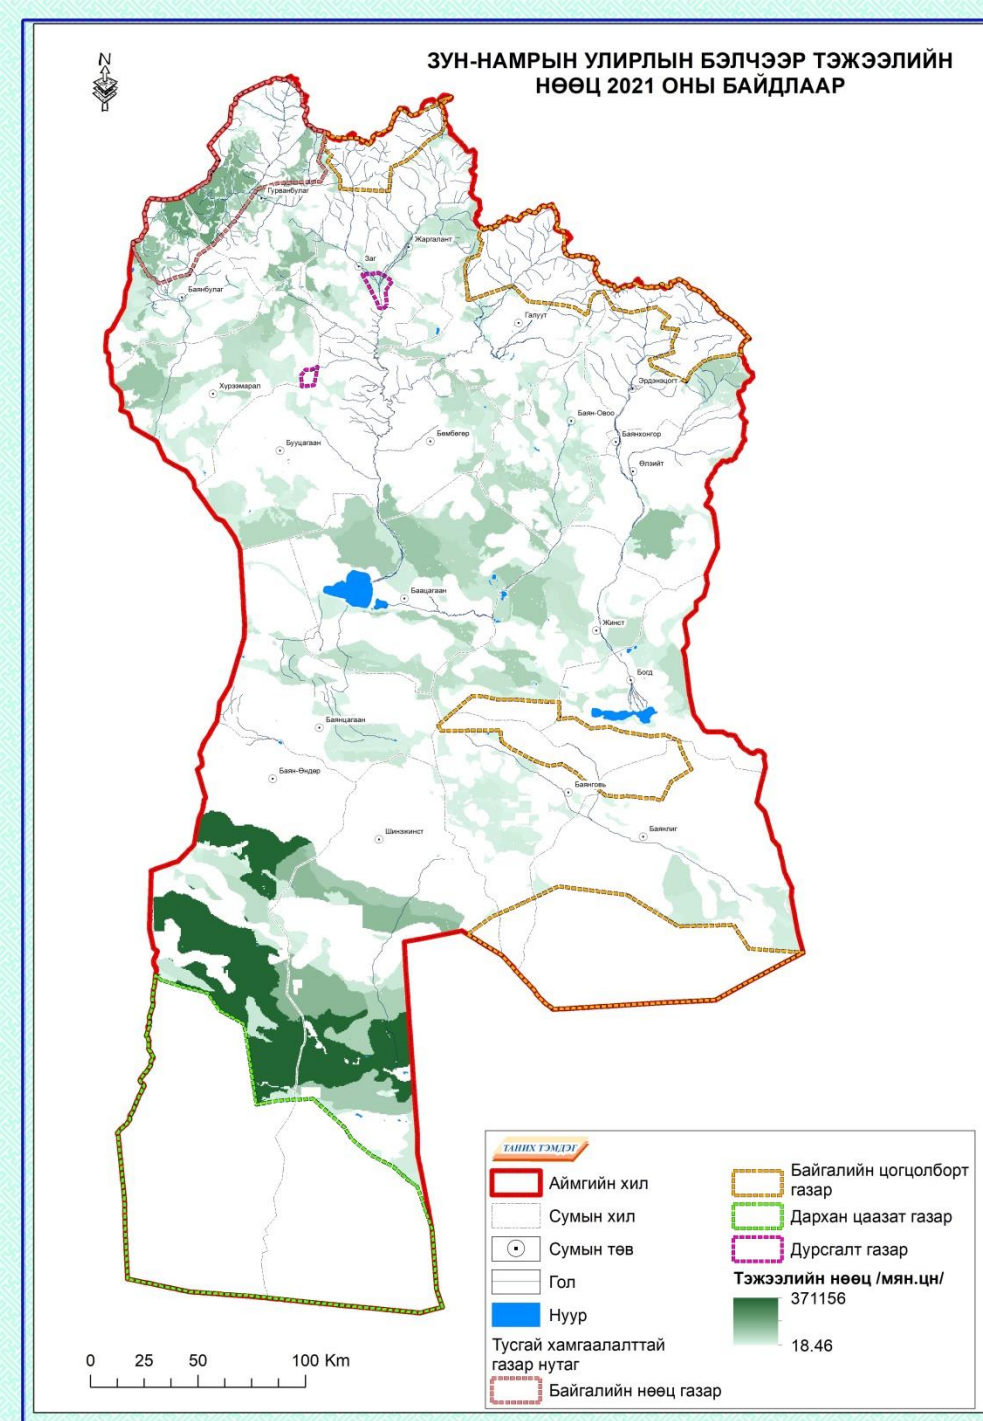 ЗУН-НАМРЫН УЛИРЛЫН БЭЛЧЭЭР ТЭЖЭЭЛИЙН
НӨӨЦ 2021 ОНЫ БАЙДЛААР
N
Гурванбулаг
Жаргалант
Заг
Баянбулаг
Галуут
Эрдэнэцогт
Хүрээмарал
Баян-Овоо
Баянхонгор
Бөмбөгөр
Бууцагаан
Өлзийт
Баацагаан
Жинст
Богд
Баянцагаан
Баян-Өндөр
Баянговь
Шинэжинст
Баянлиг
ТАНИХ ТЭМДЭГ
Аймгийн хил
Сумын хил
Сумын төв
Гол
Нуур
Тусгай хамгаалалттай
газар нутаг
Байгалийн нөөц газар
Байгалийн цогцолборт
газар
Дархан цаазат газар
Дурсгалт газар
Тэжээлийн нөөц /мян.цн/
371156
18.46
0 25 50 100 Km